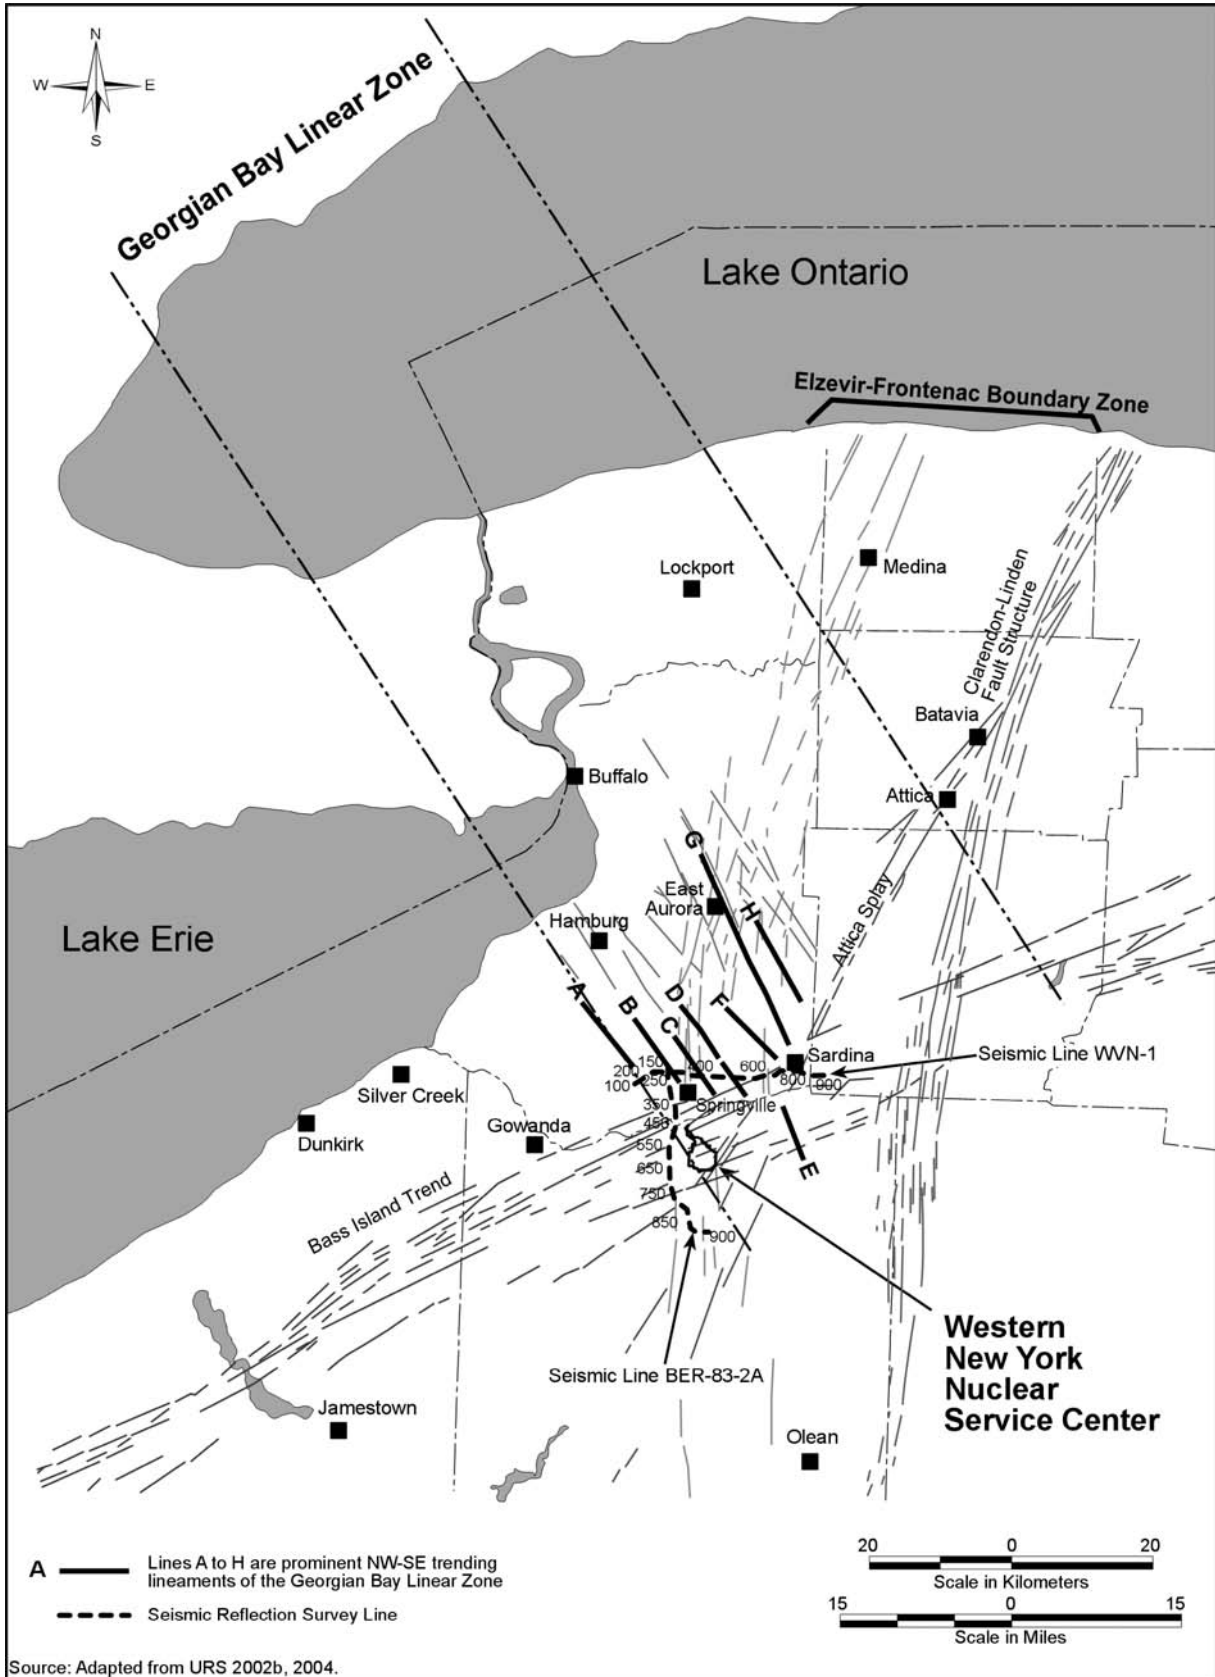 N
W E
S
Georgian Bay Linear Zone
Lake Ontario
Elzevir-Frontenac Boundary Zone
Lockport
Medina
Clarendon-Linden
Fault Structure
Batavia
Buffalo
Attica
G
East
Aurora
H
Attica Splay
Hamburg
Lake Erie
A
B
D
F
C
Sardina
Seismic Line WVN-1
150
200
400
600
100
250
800
900
Silver Creek
350
Springville
Dunkirk
Gowanda
450
550
650
E
750
Bass Island Trend
850
900
Western
New York
Nuclear
Service Center
Seismic Line BER-83-2A
Jamestown
Olean
A
Lines A to H are prominent NW-SE trending
lineaments of the Georgian Bay Linear Zone
Seismic Reflection Survey Line
20 0 20
Scale in Kilometers
15 0 15
Scale in Miles
Source: Adapted from URS 2002b, 2004.